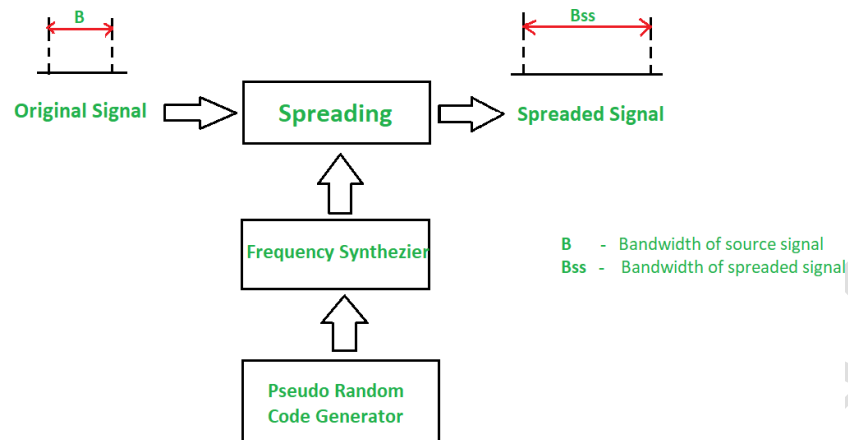 B
Bss
Original Signal
Spreading
Spreaded Signal
Frequency Synthezier
B - Bandwidth of source signal
Bss - Bandwidth of spreaded signal
Pseudo Random
Code Generator